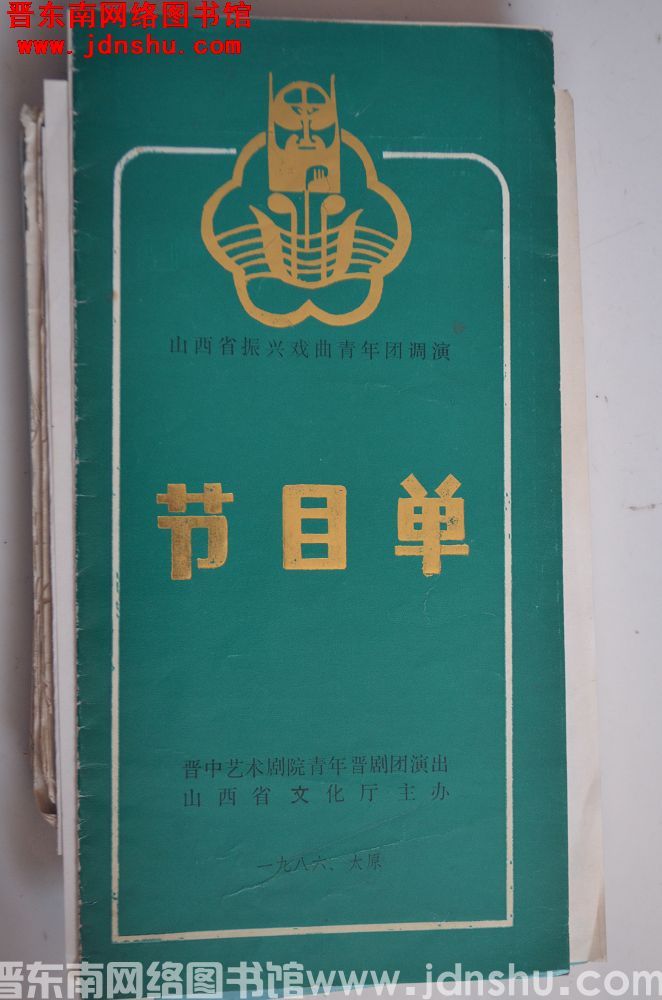 晋东南网络图书馆
www.jdnshu.com
山西省振兴戏曲青年团调演
节目单
晋中艺术剧院青年晋剧团演出
山西省文化厅主办
一九八六、太原
晋东南网络图书馆www.jdnshu.com